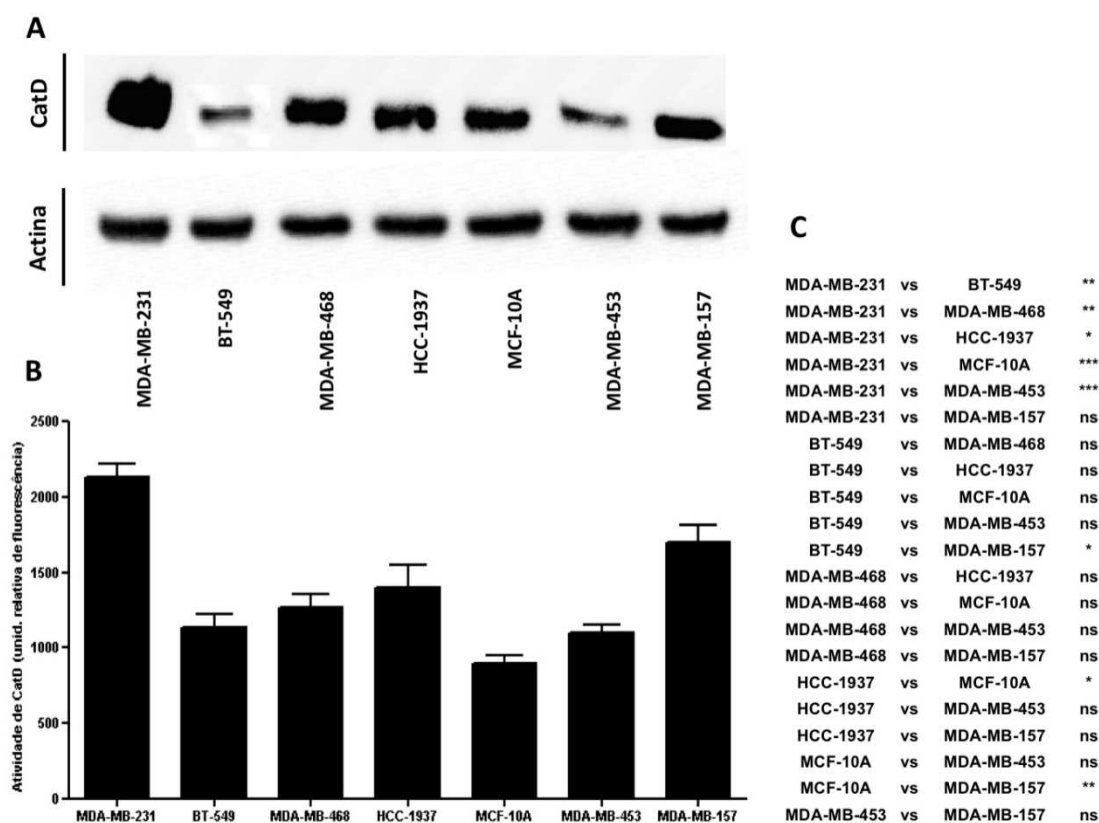 A
CatD
Actina
MDA-MB-231
BT-549
MDA-MB-468
HCC-1937
MCF-10A
MDA-MB-453
MDA-MB-157
B
Atividade de CatD (unid. relativa de fluorescência)
2500
2000
1500
1000
500
0
MDA-MB-231 BT-549 MDA-MB-468 HCC-1937 MCF-10A MDA-MB-453 MDA-MB-157
C
MDA-MB-231 vs BT-549 **
MDA-MB-231 vs MDA-MB-468 **
MDA-MB-231 vs HCC-1937 *
MDA-MB-231 vs MCF-10A ***
MDA-MB-231 vs MDA-MB-453 ***
MDA-MB-231 vs MDA-MB-157 ns
BT-549 vs MDA-MB-468 ns
BT-549 vs HCC-1937 ns
BT-549 vs MCF-10A ns
BT-549 vs MDA-MB-453 ns
BT-549 vs MDA-MB-157 *
MDA-MB-468 vs HCC-1937 ns
MDA-MB-468 vs MCF-10A ns
MDA-MB-468 vs MDA-MB-453 ns
MDA-MB-468 vs MDA-MB-157 ns
HCC-1937 vs MCF-10A *
HCC-1937 vs MDA-MB-453 ns
HCC-1937 vs MDA-MB-157 ns
MCF-10A vs MDA-MB-453 ns
MCF-10A vs MDA-MB-157 **
MDA-MB-453 vs MDA-MB-157 ns